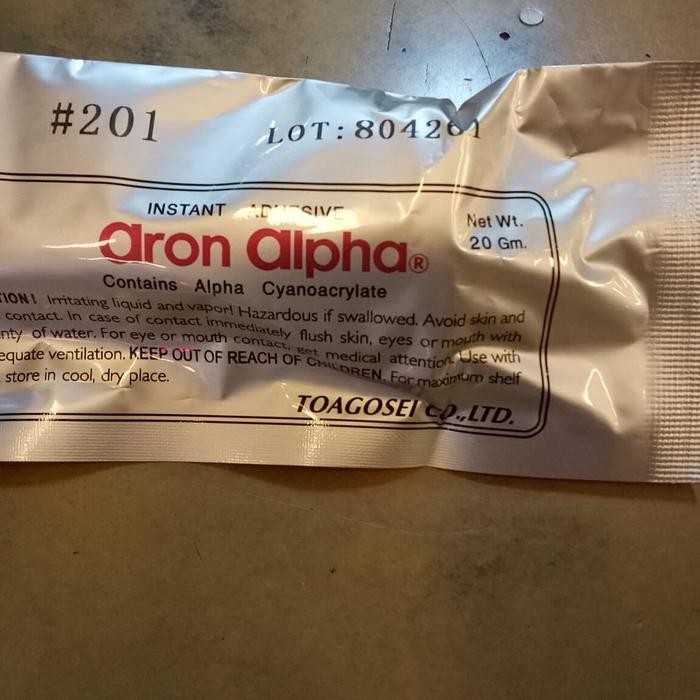 #201 LOT: 804261
INSTANT ADHESIVE Net Wt.
aron alpha® 20 Gm.
Contains Alpha Cyanoacrylate
TION! Irritating liquid and vapor! Hazardous if swallowed. Avoid skin and
contact. In case of contact immediately flush skin, eyes or mouth with
nty of water. For eye or mouth contact, get medical attention. Use with
equate ventilation. KEEP OUT OF REACH OF CHILDREN. For maximum shelf
store in cool, dry place.
TOAGOSEI CO.,LTD.